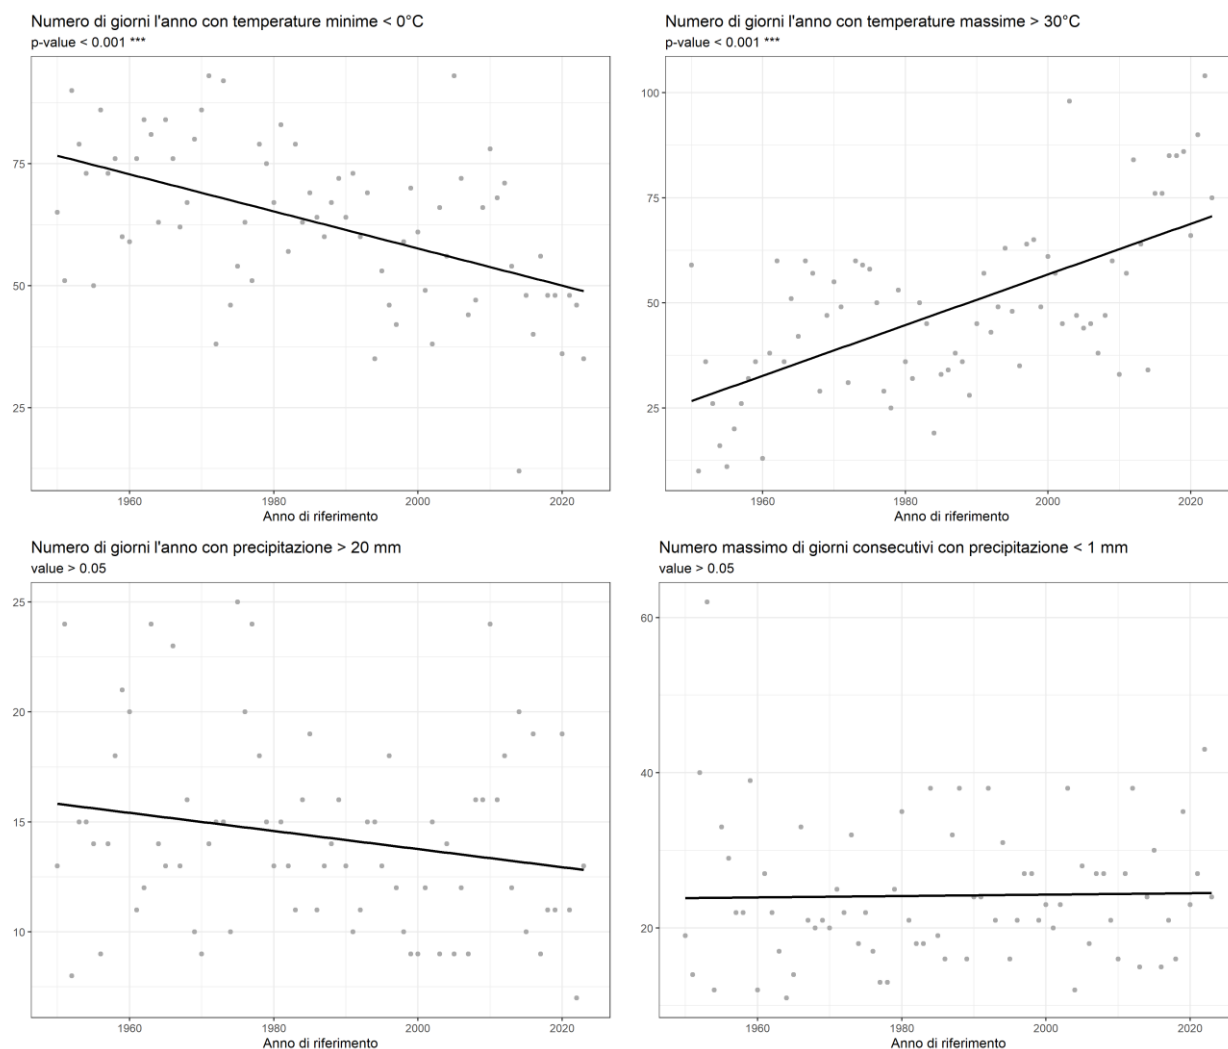 Numero di giorni l'anno con temperature minime < 0°C
p-value < 0.001 ***
75
50
25
1960 1980 2000 2020
Anno di riferimento
Numero di giorni l'anno con temperature massime > 30°C
p-value < 0.001 ***
100
75
50
25
1960 1980 2000 2020
Anno di riferimento
Numero di giorni l'anno con precipitazione > 20 mm
value > 0.05
25
20
15
10
1960 1980 2000 2020
Anno di riferimento
Numero massimo di giorni consecutivi con precipitazione < 1 mm
value > 0.05
60
40
20
1960 1980 2000 2020
Anno di riferimento